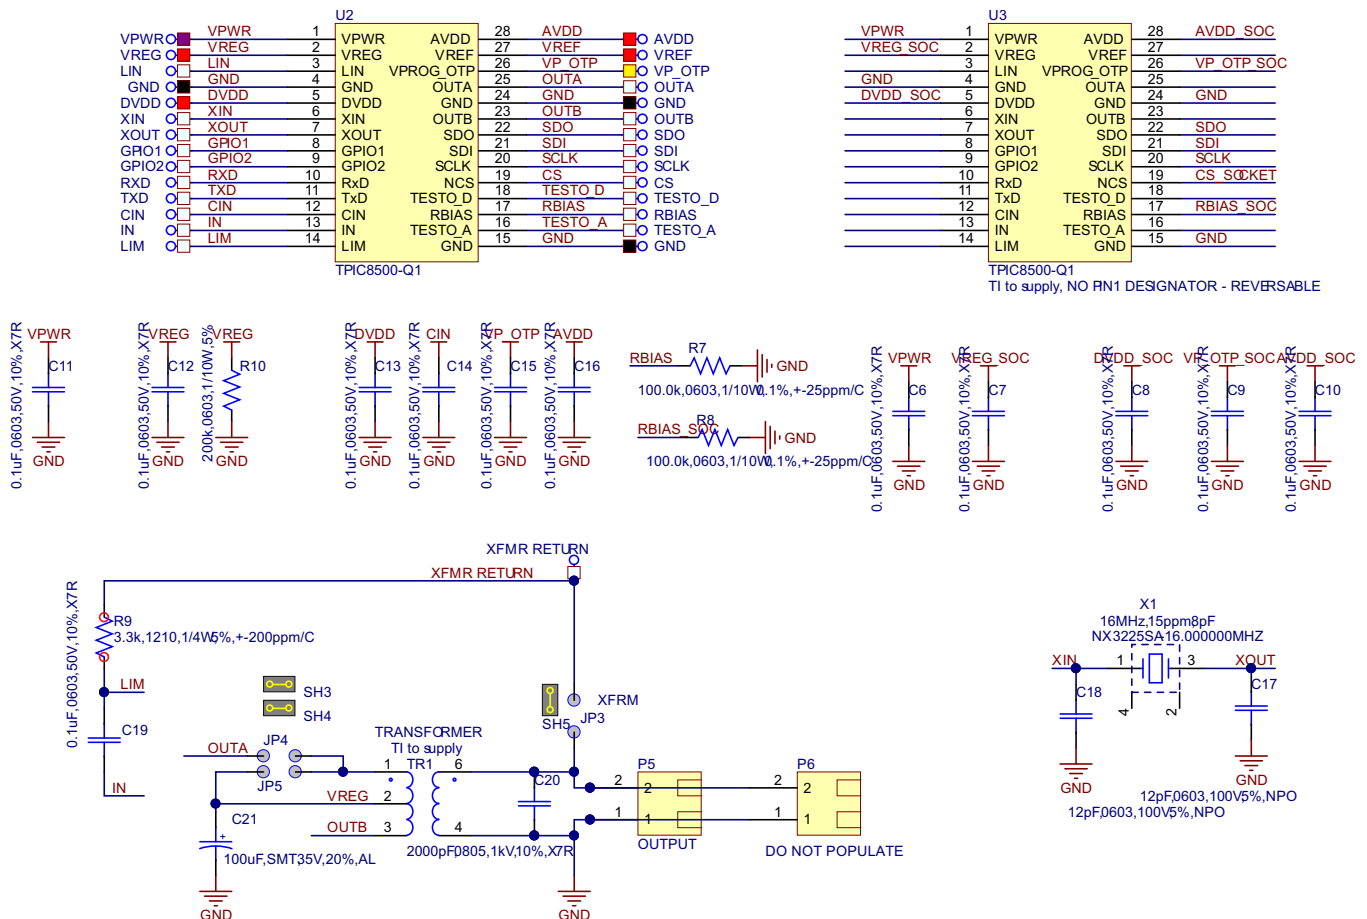 U2
VPWR VPWR 1 VPWR AVDD 28 AVDD AVDD
VREG VREG 2 VREG VREF 27 VREF VREF
LIN LIN 3 LIN VPROG_OTP 26 VP_OTP VP_OTP
GND GND 4 GND OUTA 25 OUTA OUTA
DVDD DVDD 5 DVDD GND 24 GND GND
XIN XIN 6 XIN OUTB 23 OUTB OUTB
XOUT XOUT 7 XOUT SDO 22 SDO SDO
GPIO1 GPIO1 8 GPIO1 SDI 21 SDI SDI
GPIO2 GPIO2 9 GPIO2 SCLK 20 SCLK SCLK
RXD RXD 10 RxD NCS 19 CS CS
TXD TXD 11 TxD TESTO_D 18 TESTO_D TESTO_D
CIN CIN 12 CIN RBIAS 17 RBIAS RBIAS
IN IN 13 IN TESTO_A 16 TESTO_A TESTO_A
LIM LIM 14 LIM GND 15 GND GND
TPIC8500-Q1
U3
VPWR 1 VPWR AVDD 28 AVDD_SOC
VREG_SOC 2 VREG VREF 27
3 LIN VPROG_OTP 26 VP_OTP_SOC
GND 4 GND OUTA 25
DVDD_SOC 5 DVDD GND 24 GND
6 XIN OUTB 23
7 XOUT SDO 22 SDO
8 GPIO1 SDI 21 SDI
9 GPIO2 SCLK 20 SCLK
10 RxD NCS 19 CS_SOCKET
11 TxD TESTO_D 18
12 CIN RBIAS 17 RBIAS_SOC
13 IN TESTO_A 16
14 LIM GND 15 GND
TPIC8500-Q1
TI to supply, NO PIN1 DESIGNATOR - REVERSABLE
VPWR
C11
0.1uF,0603,50V,10%,X7R
GND
VREG
C12
0.1uF,0603,50V,10%,X7R
GND
VREG
R10
200k,0603,1/10W,5%
GND
DVDD
C13
0.1uF,0603,50V,10%,X7R
GND
CIN
C14
0.1uF,0603,50V,10%,X7R
GND
VP_OTP
C15
0.1uF,0603,50V,10%,X7R
GND
AVDD
C16
0.1uF,0603,50V,10%,X7R
GND
RBIAS
R7
GND
100.0k,0603,1/10W,0.1%,+-25ppm/C
RBIAS_SOC
R8
GND
100.0k,0603,1/10W,0.1%,+-25ppm/C
VPWR
C6
0.1uF,0603,50V,10%,X7R
GND
VREG_SOC
C7
0.1uF,0603,50V,10%,X7R
GND
DVDD_SOC
C8
0.1uF,0603,50V,10%,X7R
GND
VP_OTP_SOC
C9
0.1uF,0603,50V,10%,X7R
GND
AVDD_SOC
C10
0.1uF,0603,50V,10%,X7R
GND
XFMR RETURN
XFMR RETURN
R9
3.3k,1210,1/4W,5%,+-200ppm/C
0.1uF,0603,50V,10%,X7R
LIM
C19
IN
SH3
SH4
OUTA
JP4
JP5
VREG
C21
OUTB
100uF,SMT,35V,20%,AL
GND
TRANSFORMER
TI to supply
TR1
1
2
3
6
4
SH5
XFRM
JP3
C20
2000pF,0805,1kV,10%,X7R
GND
P5
2 2
1 1
OUTPUT
P6
2 2
1 1
DO NOT POPULATE
X1
16MHz,15ppm,8pF
NX3225SA-16.000000MHZ
XIN 1 3 XOUT
4 2
C18
C17
GND
GND
12pF,0603,100V,5%,NPO
12pF,0603,100V,5%,NPO